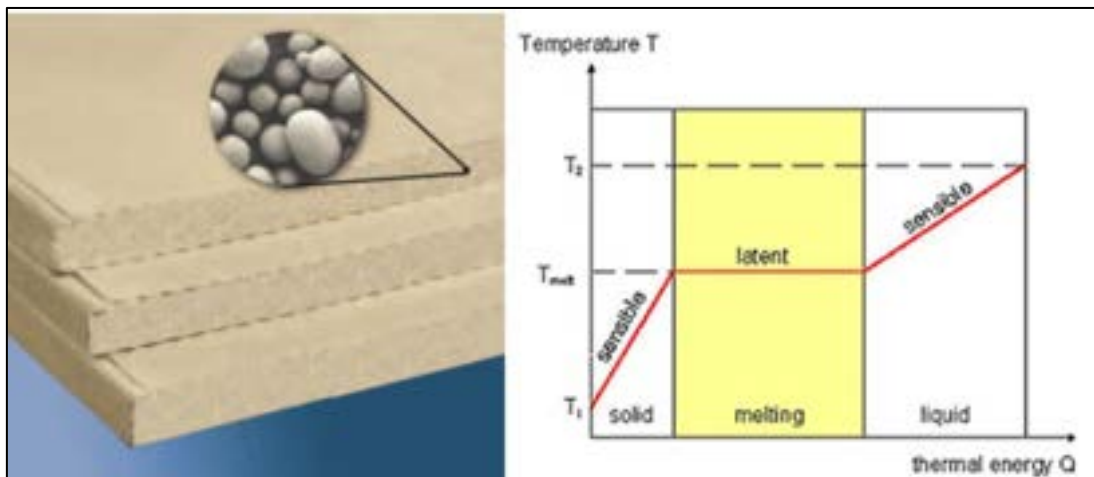 Temperature T
T₂
sensible
latent
Tmelt
sensible
T₁
solid
melting
liquid
thermal energy Q